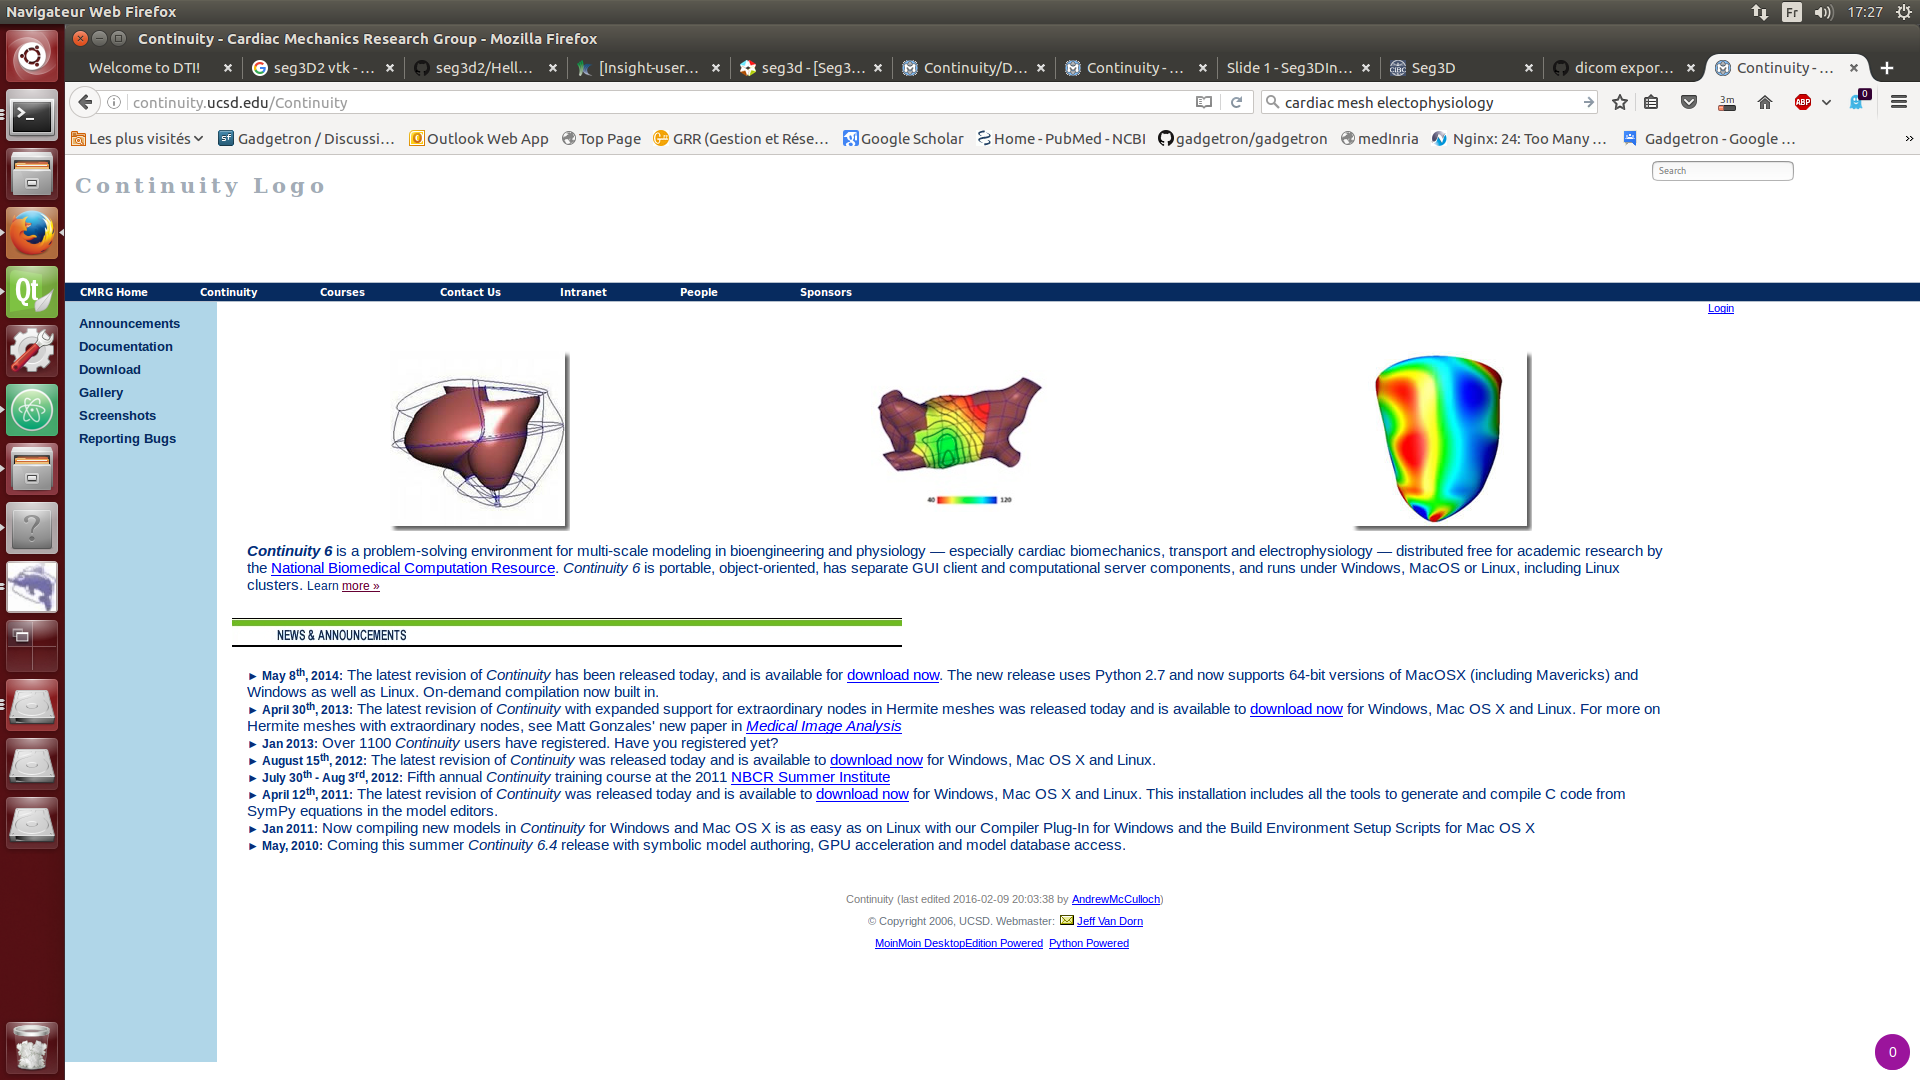 Navigateur Web Firefox
Fr
17:27
Continuity - Cardiac Mechanics Research Group - Mozilla Firefox
Welcome to DTI!
seg3D2 vtk - ...
seg3d2/Hell...
[Insight-user...
seg3d - [Seg3...
Continuity/D...
Continuity - ...
Slide 1 - Seg3DIn...
Seg3D
dicom expor...
Continuity - ...
continuity.ucsd.edu/Continuity
cardiac mesh electophysiology
3m
ABP
0
Les plus visités
Gadgetron / Discussi...
Outlook Web App
Top Page
GRR (Gestion et Rése...
Google Scholar
Home - PubMed - NCBI
gadgetron/gadgetron
medInria
Nginx: 24: Too Many ...
Gadgetron - Google ...
»
Continuity Logo
Search
CMRG Home
Continuity
Courses
Contact Us
Intranet
People
Sponsors
Login
Announcements
Documentation
Download
Gallery
Screenshots
Reporting Bugs
40
120
Continuity 6 is a problem-solving environment for multi-scale modeling in bioengineering and physiology — especially cardiac biomechanics, transport and electrophysiology — distributed free for academic research by
the National Biomedical Computation Resource. Continuity 6 is portable, object-oriented, has separate GUI client and computational server components, and runs under Windows, MacOS or Linux, including Linux
clusters. Learn more »
NEWS & ANNOUNCEMENTS
► May 8th, 2014: The latest revision of Continuity has been released today, and is available for download now. The new release uses Python 2.7 and now supports 64-bit versions of MacOSX (including Mavericks) and
Windows as well as Linux. On-demand compilation now built in.
► April 30th, 2013: The latest revision of Continuity with expanded support for extraordinary nodes in Hermite meshes was released today and is available to download now for Windows, Mac OS X and Linux. For more on
Hermite meshes with extraordinary nodes, see Matt Gonzales' new paper in Medical Image Analysis
► Jan 2013: Over 1100 Continuity users have registered. Have you registered yet?
► August 15th, 2012: The latest revision of Continuity was released today and is available to download now for Windows, Mac OS X and Linux.
► July 30th - Aug 3rd, 2012: Fifth annual Continuity training course at the 2011 NBCR Summer Institute
► April 12th, 2011: The latest revision of Continuity was released today and is available to download now for Windows, Mac OS X and Linux. This installation includes all the tools to generate and compile C code from
SymPy equations in the model editors.
► Jan 2011: Now compiling new models in Continuity for Windows and Mac OS X is as easy as on Linux with our Compiler Plug-In for Windows and the Build Environment Setup Scripts for Mac OS X
► May, 2010: Coming this summer Continuity 6.4 release with symbolic model authoring, GPU acceleration and model database access.
Continuity (last edited 2016-02-09 20:03:38 by AndrewMcCulloch)
© Copyright 2006, UCSD. Webmaster: Jeff Van Dorn
MoinMoin DesktopEdition Powered Python Powered
0